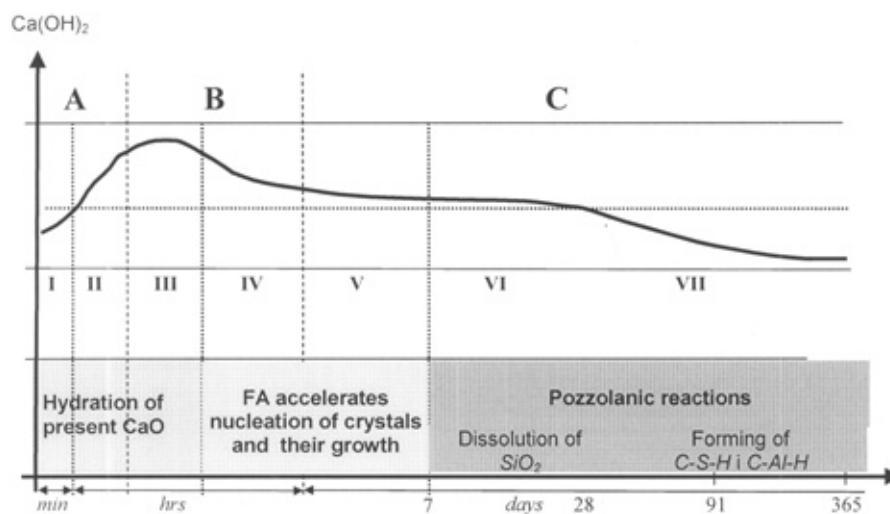 Ca(OH)₂
A B C
I II III IV V VI VII
Hydration of
present CaO
FA accelerates
nucleation of crystals
and their growth
Pozzolanic reactions
Dissolution of
SiO₂
Forming of
C-S-H i C-Al-H
min hrs 7 days 28 91 365